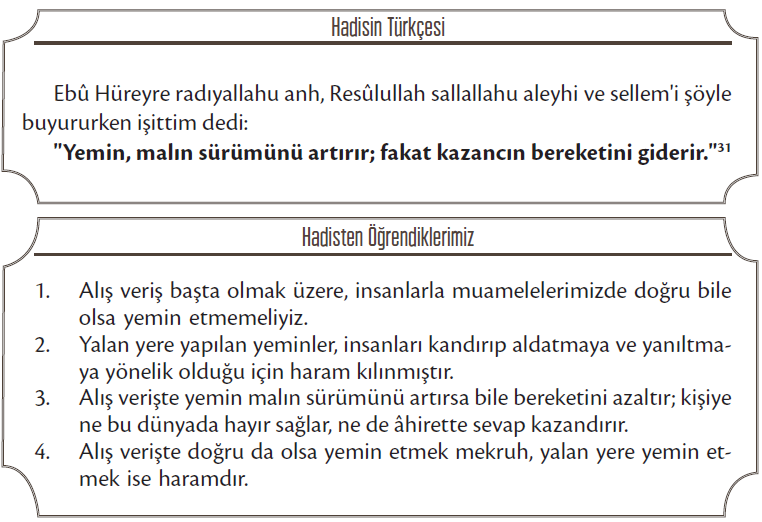 Hadisin Türkçesi
Ebû Hüreyre radıyallahu anh, Resûlullah sallallahu aleyhi ve sellem'i şöyle
buyururken işittim dedi:
"Yemin, malın sürümünü artırır; fakat kazancın bereketini giderir."³¹
Hadisten Öğrendiklerimiz
1. Alış veriş başta olmak üzere, insanlarla muamelelerimizde doğru bile
olsa yemin etmemeliyiz.
2. Yalan yere yapılan yeminler, insanları kandırıp aldatmaya ve yanıltma-
ya yönelik olduğu için haram kılınmıştır.
3. Alış verişte yemin malın sürümünü artırsa bile bereketini azaltır; kişiye
ne bu dünyada hayır sağlar, ne de âhirette sevap kazandırır.
4. Alış verişte doğru da olsa yemin etmek mekruh, yalan yere yemin et-
mek ise haramdır.